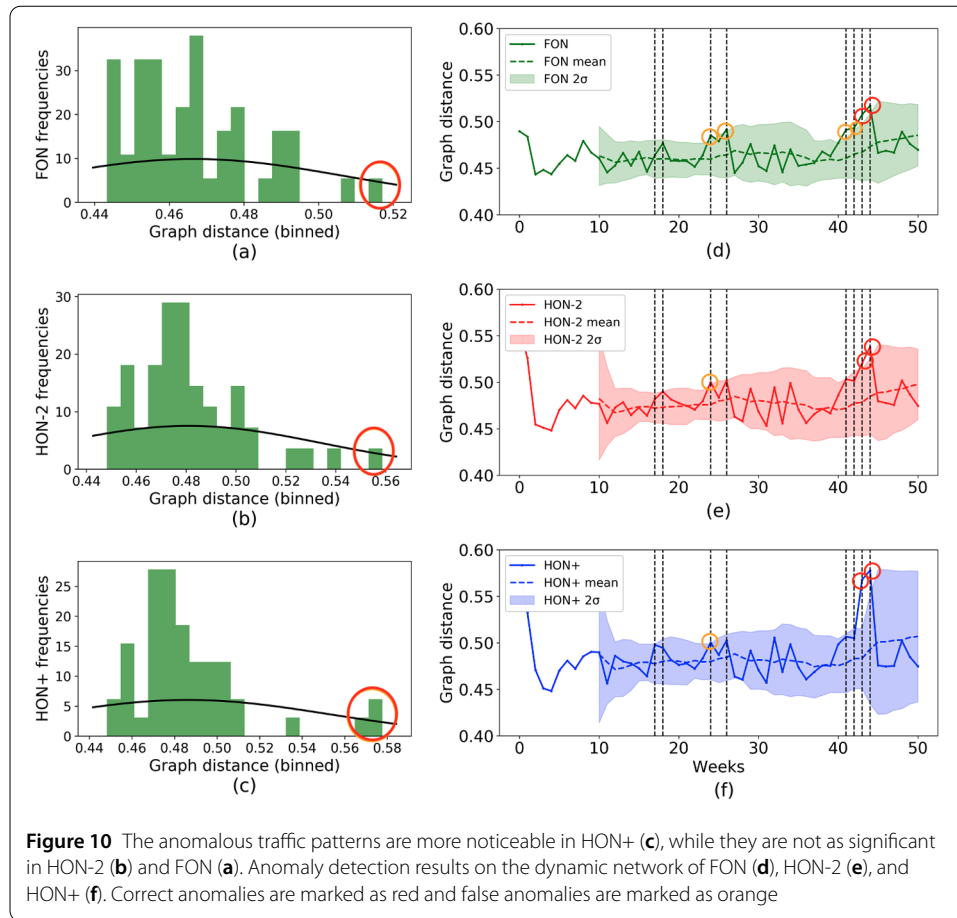 30
20
10
0
FON frequencies
0.44 0.46 0.48 0.50 0.52
Graph distance (binned)
(a)
0.60
0.55
0.50
0.45
0.40
Graph distance
FON
FON mean
FON 2σ
0 10 20 30 40 50
(d)
30
20
10
0
HON-2 frequencies
0.44 0.46 0.48 0.50 0.52 0.54 0.56
Graph distance (binned)
(b)
0.60
0.55
0.50
0.45
0.40
Graph distance
HON-2
HON-2 mean
HON-2 2σ
0 10 20 30 40 50
(e)
25
20
15
10
5
0
HON+ frequencies
0.44 0.46 0.48 0.50 0.52 0.54 0.56 0.58
Graph distance (binned)
(c)
0.60
0.55
0.50
0.45
0.40
Graph distance
HON+
HON+ mean
HON+ 2σ
0 10 20 30 40 50
Weeks
(f)
Figure 10 The anomalous traffic patterns are more noticeable in HON+ (c), while they are not as significant
in HON-2 (b) and FON (a). Anomaly detection results on the dynamic network of FON (d), HON-2 (e), and
HON+ (f). Correct anomalies are marked as red and false anomalies are marked as orange